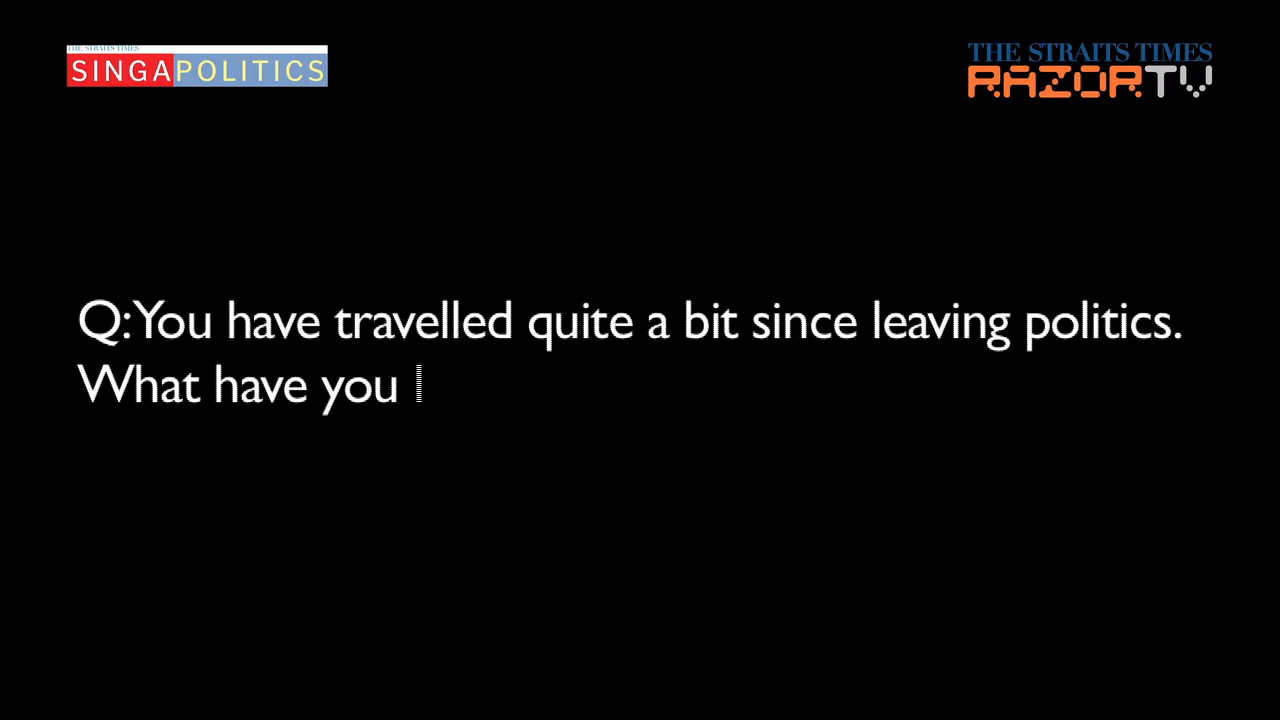 THE STRAITS TIMES
SINGAPOLITICS
THE STRAITS TIMES
RAZORTV
Q: You have travelled quite a bit since leaving politics.
What have you l